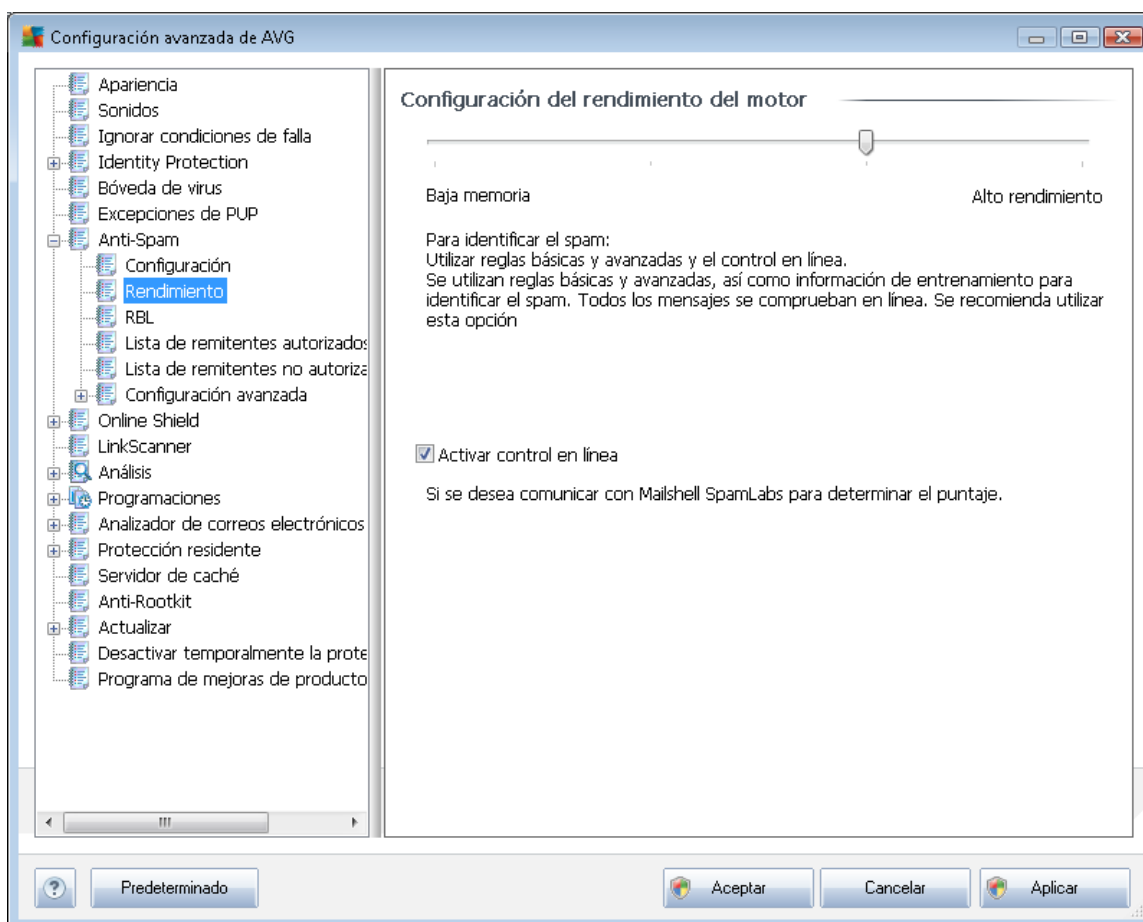 Configuración avanzada de AVG
Apariencia
Sonidos
Ignorar condiciones de falla
Identity Protection
Bóveda de virus
Excepciones de PUP
Anti-Spam
Configuración
Rendimiento
RBL
Lista de remitentes autorizados
Lista de remitentes no autoriza
Configuración avanzada
Online Shield
LinkScanner
Análisis
Programaciones
Analizador de correos electrónicos
Protección residente
Servidor de caché
Anti-Rootkit
Actualizar
Desactivar temporalmente la prote
Programa de mejoras de producto
Configuración del rendimiento del motor
Baja memoria
Alto rendimiento
Para identificar el spam:
Utilizar reglas básicas y avanzadas y el control en línea.
Se utilizan reglas básicas y avanzadas, así como información de entrenamiento para
identificar el spam. Todos los mensajes se comprueban en línea. Se recomienda utilizar
esta opción
Activar control en línea
Si se desea comunicar con Mailshell SpamLabs para determinar el puntaje.
?
Predeterminado
Aceptar
Cancelar
Aplicar